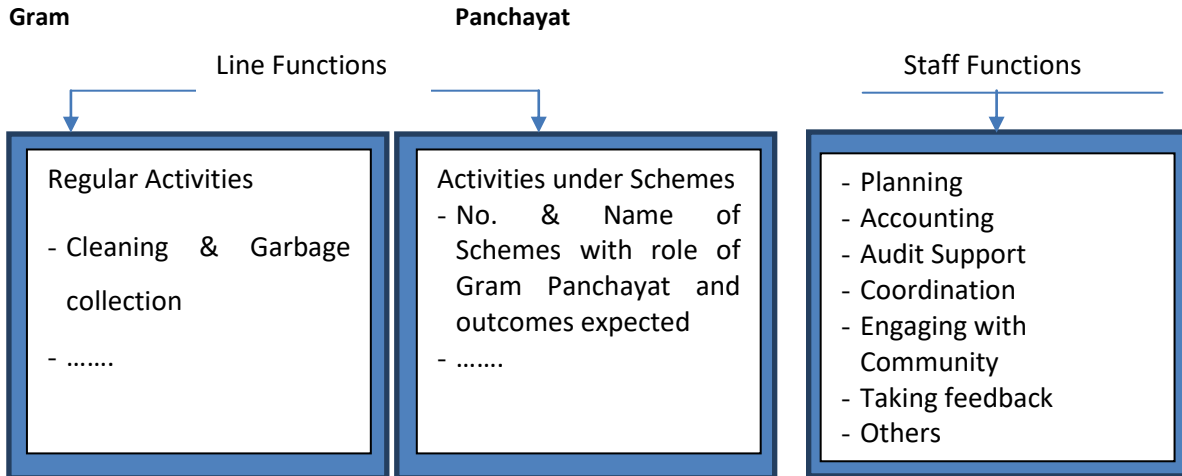 Gram Panchayat
Line Functions
Staff Functions
Regular Activities
- Cleaning & Garbage
collection
- …….
Activities under Schemes
- No. & Name of
Schemes with role of
Gram Panchayat and
outcomes expected
- …….
- Planning
- Accounting
- Audit Support
- Coordination
- Engaging with
Community
- Taking feedback
- Others